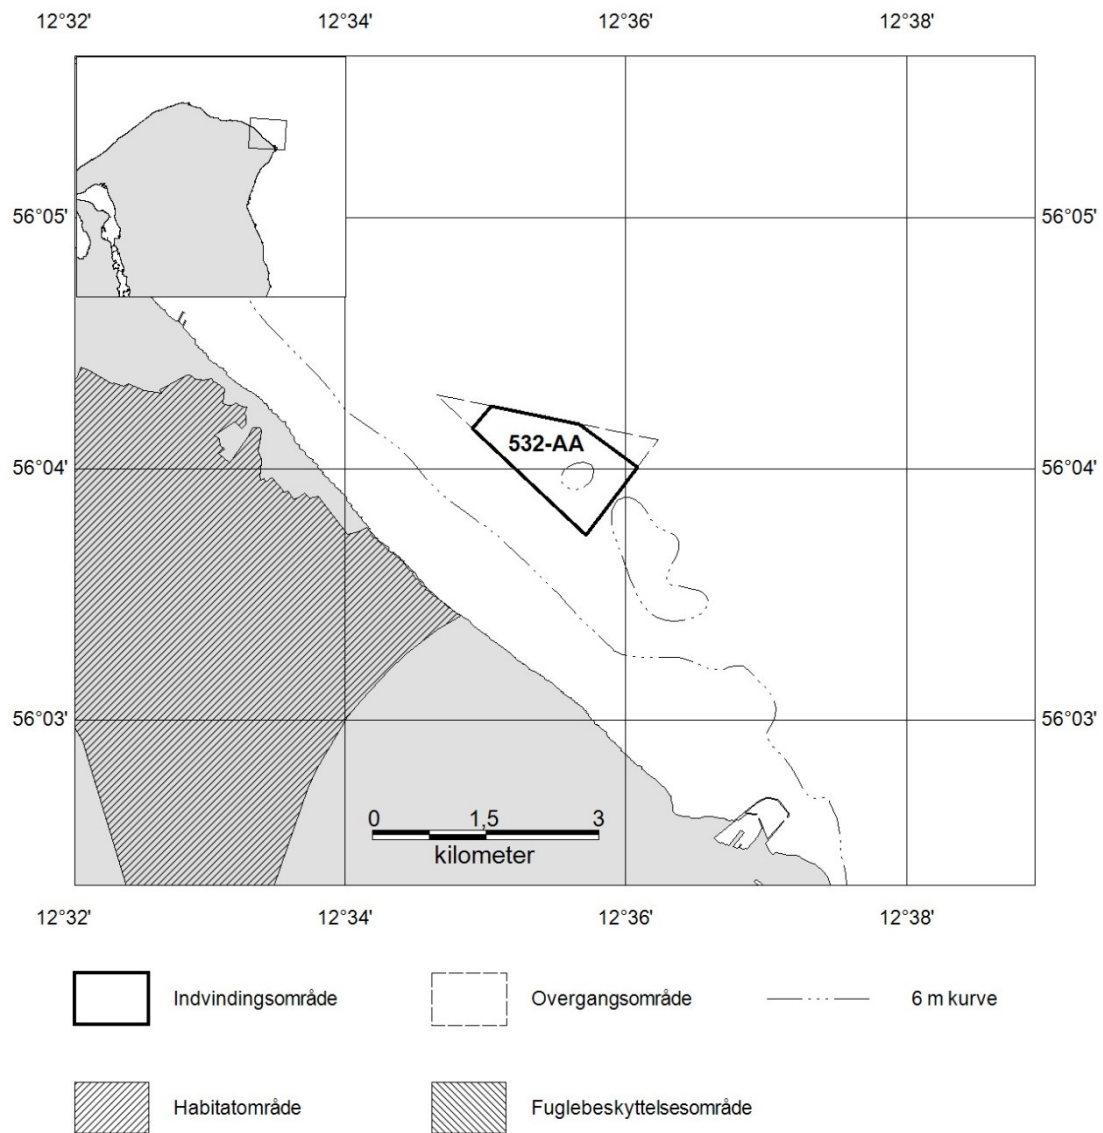 12°32' 12°34' 12°36' 12°38'
56°05' 56°05'
532-AA
56°04' 56°04'
56°03' 56°03'
0 1,5 3
kilometer
12°32' 12°34' 12°36' 12°38'
Indvindingsområde Overgangsområde 6 m kurve
Habitatområde Fuglebeskyttelsesområde